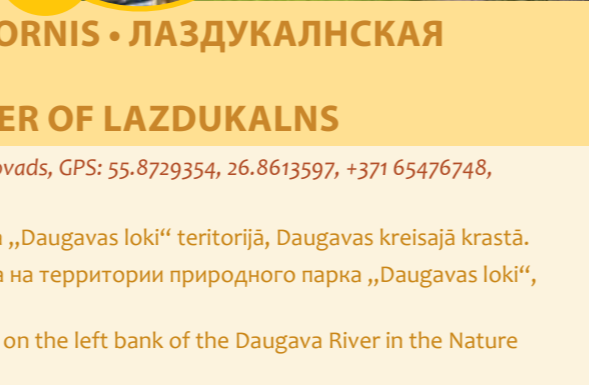 ORNIS • ЛАЗДУКАЛНСКАЯ
ER OF LAZDUKALNS
ovads, GPS: 55.8729354, 26.8613597, +371 65476748,
a „Daugavas loki“ teritorijā, Daugavas kreisajā krastā.
а на территории природного парка „Daugavas loki“,
on the left bank of the Daugava River in the Nature